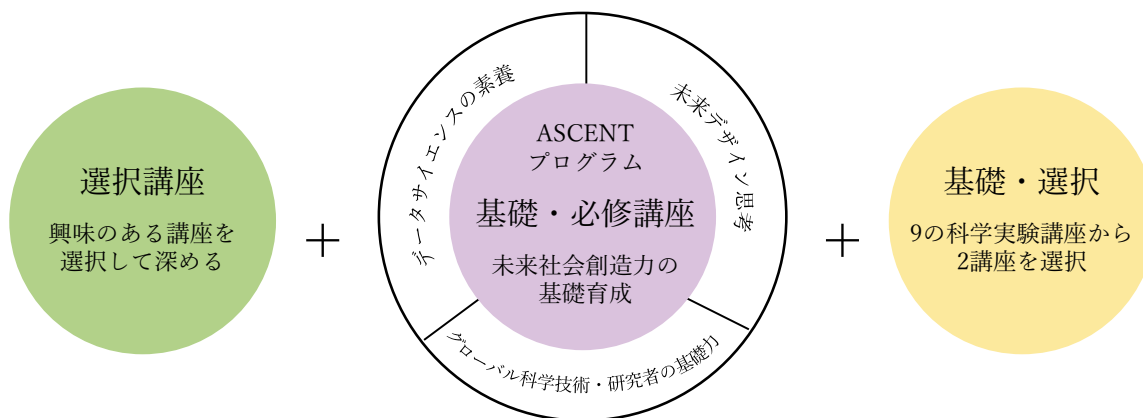 選択講座
興味のある講座を
選択して深める
+
データサイエンスの素養
未来デザイン思考
グローバル科学技術・研究者の基礎力
ASCENT
プログラム
基礎・必修講座
未来社会創造力の
基礎育成
+
基礎・選択
9の科学実験講座から
2講座を選択